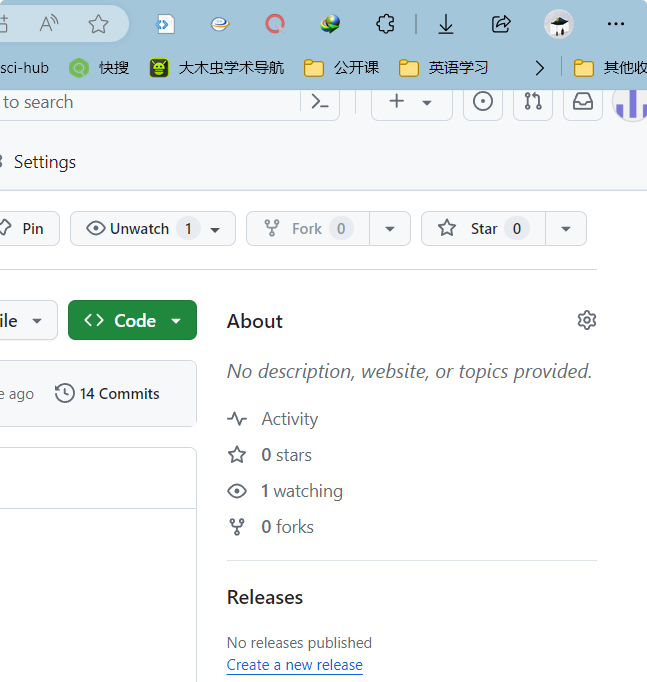 sci-hub 快搜 大木虫学术导航 公开课 英语学习 其他收
to search
Settings
Pin Unwatch 1 Fork 0 Star 0
ile Code About
No description, website, or topics provided.
e ago 14 Commits
Activity
0 stars
1 watching
0 forks
Releases
No releases published
Create a new release